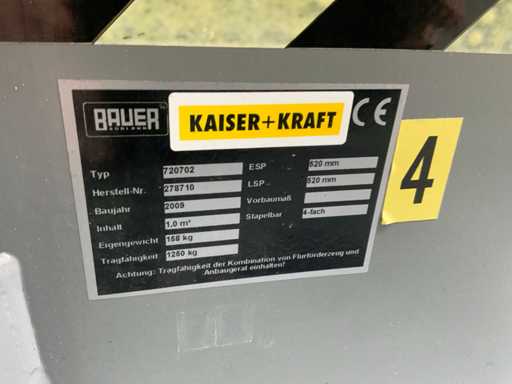 BAUER
SÜDLOHN
KAISER+KRAFT
CE
Typ 720702
Herstell-Nr. 278710
Baujahr 2009
Inhalt 1,0 m³
Eigengewicht 158 kg
Tragfähigkeit 1250 kg
ESP 520 mm
LSP 520 mm
Vorbaumaß
Stapelbar 4-fach
Achtung: Tragfähigkeit der Kombination von Flurförderzeug und
Anbaugerät einhalten!
4